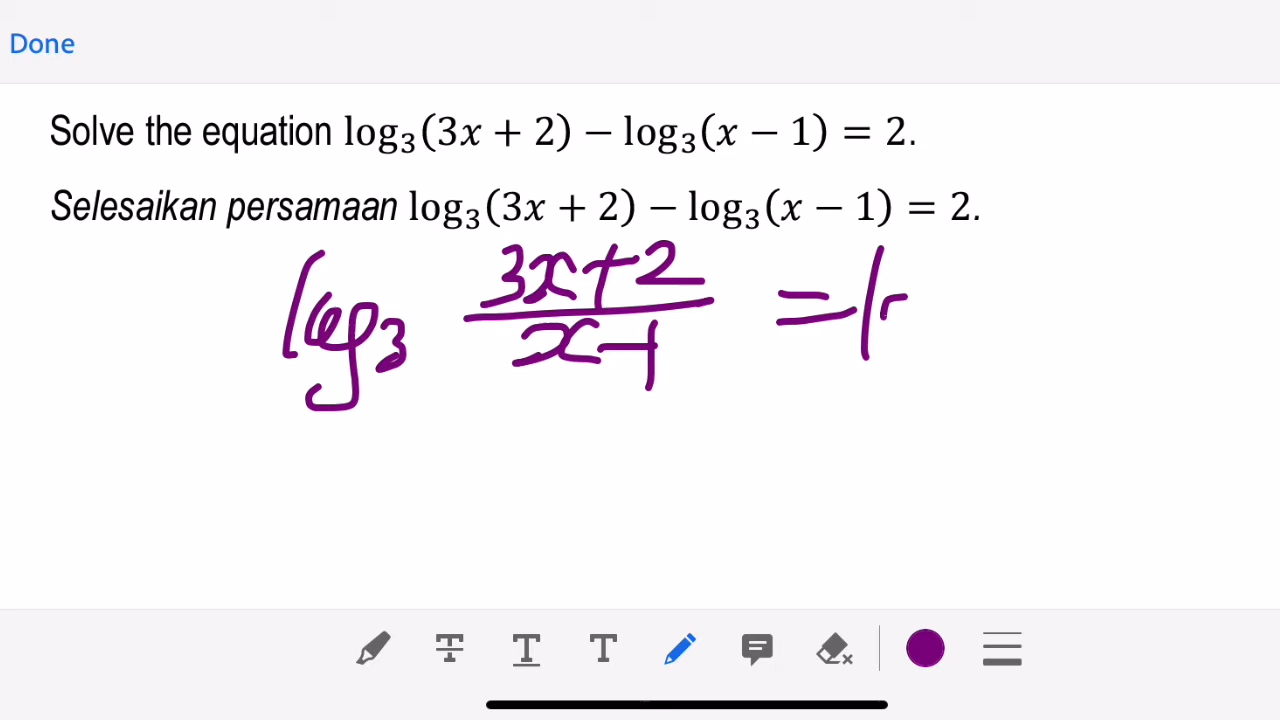 Done
Solve the equation log₃(3x + 2) − log₃(x − 1) = 2.
Selesaikan persamaan log₃(3x + 2) − log₃(x − 1) = 2.
log₃ (3x+2)/(x-1) =